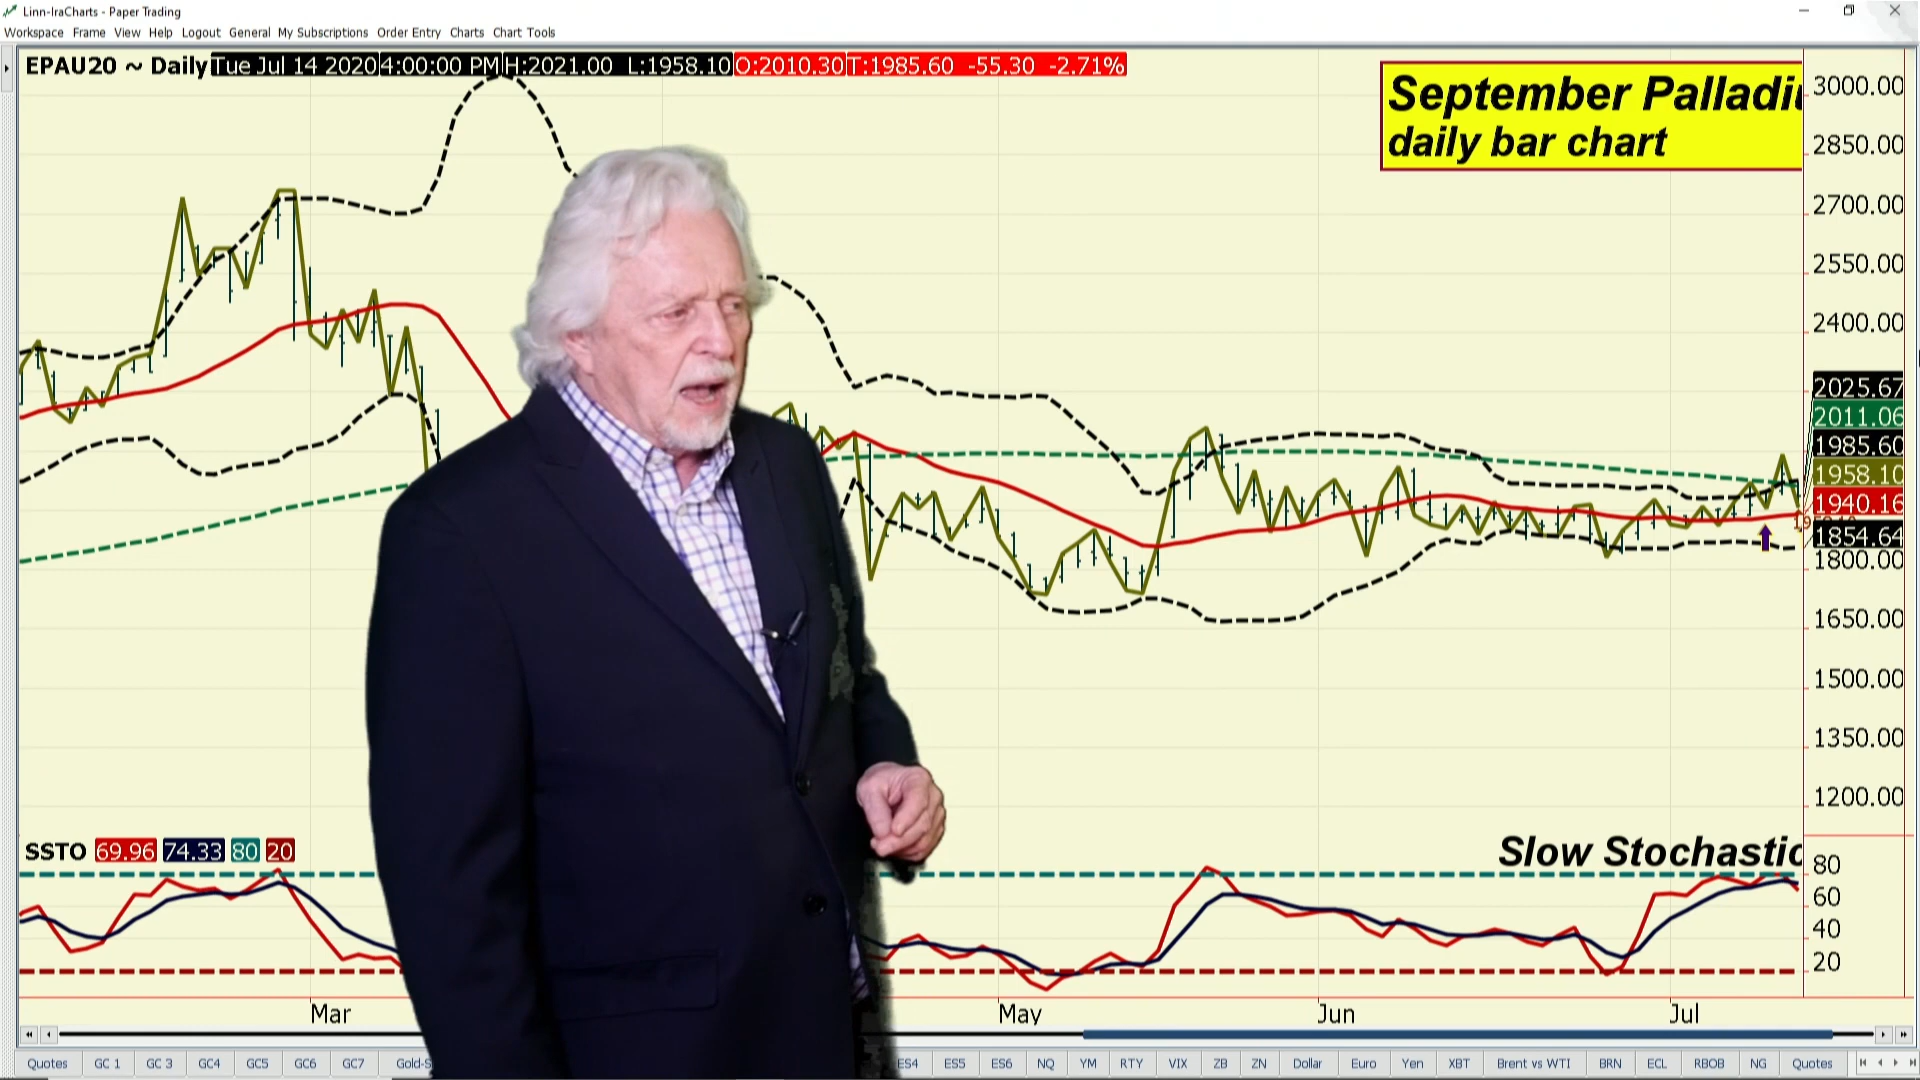 Linn-IraCharts - Paper Trading
Workspace Frame View Help Logout General My Subscriptions Order Entry Charts Chart Tools
EPAU20 ~ Daily Tue Jul 14 2020 4:00:00 PM H:2021.00 L:1958.10 O:2010.30 T:1985.60 -55.30 -2.71%
September Palladi
daily bar chart
3000.00
2850.00
2700.00
2550.00
2400.00
2025.67
2011.06
1985.60
1958.10
1940.16
1854.64
1800.00
1650.00
1500.00
1350.00
1200.00
SSTO 69.96 74.33 80 20
Slow Stochastic
80
60
40
20
Mar May Jun Jul
Quotes GC 1 GC 3 GC4 GC5 GC6 GC7 Gold-S ES4 ES5 ES6 NQ YM RTY VIX ZB ZN Dollar Euro Yen XBT Brent vs WTI BRN ECL RBOB NG Quotes